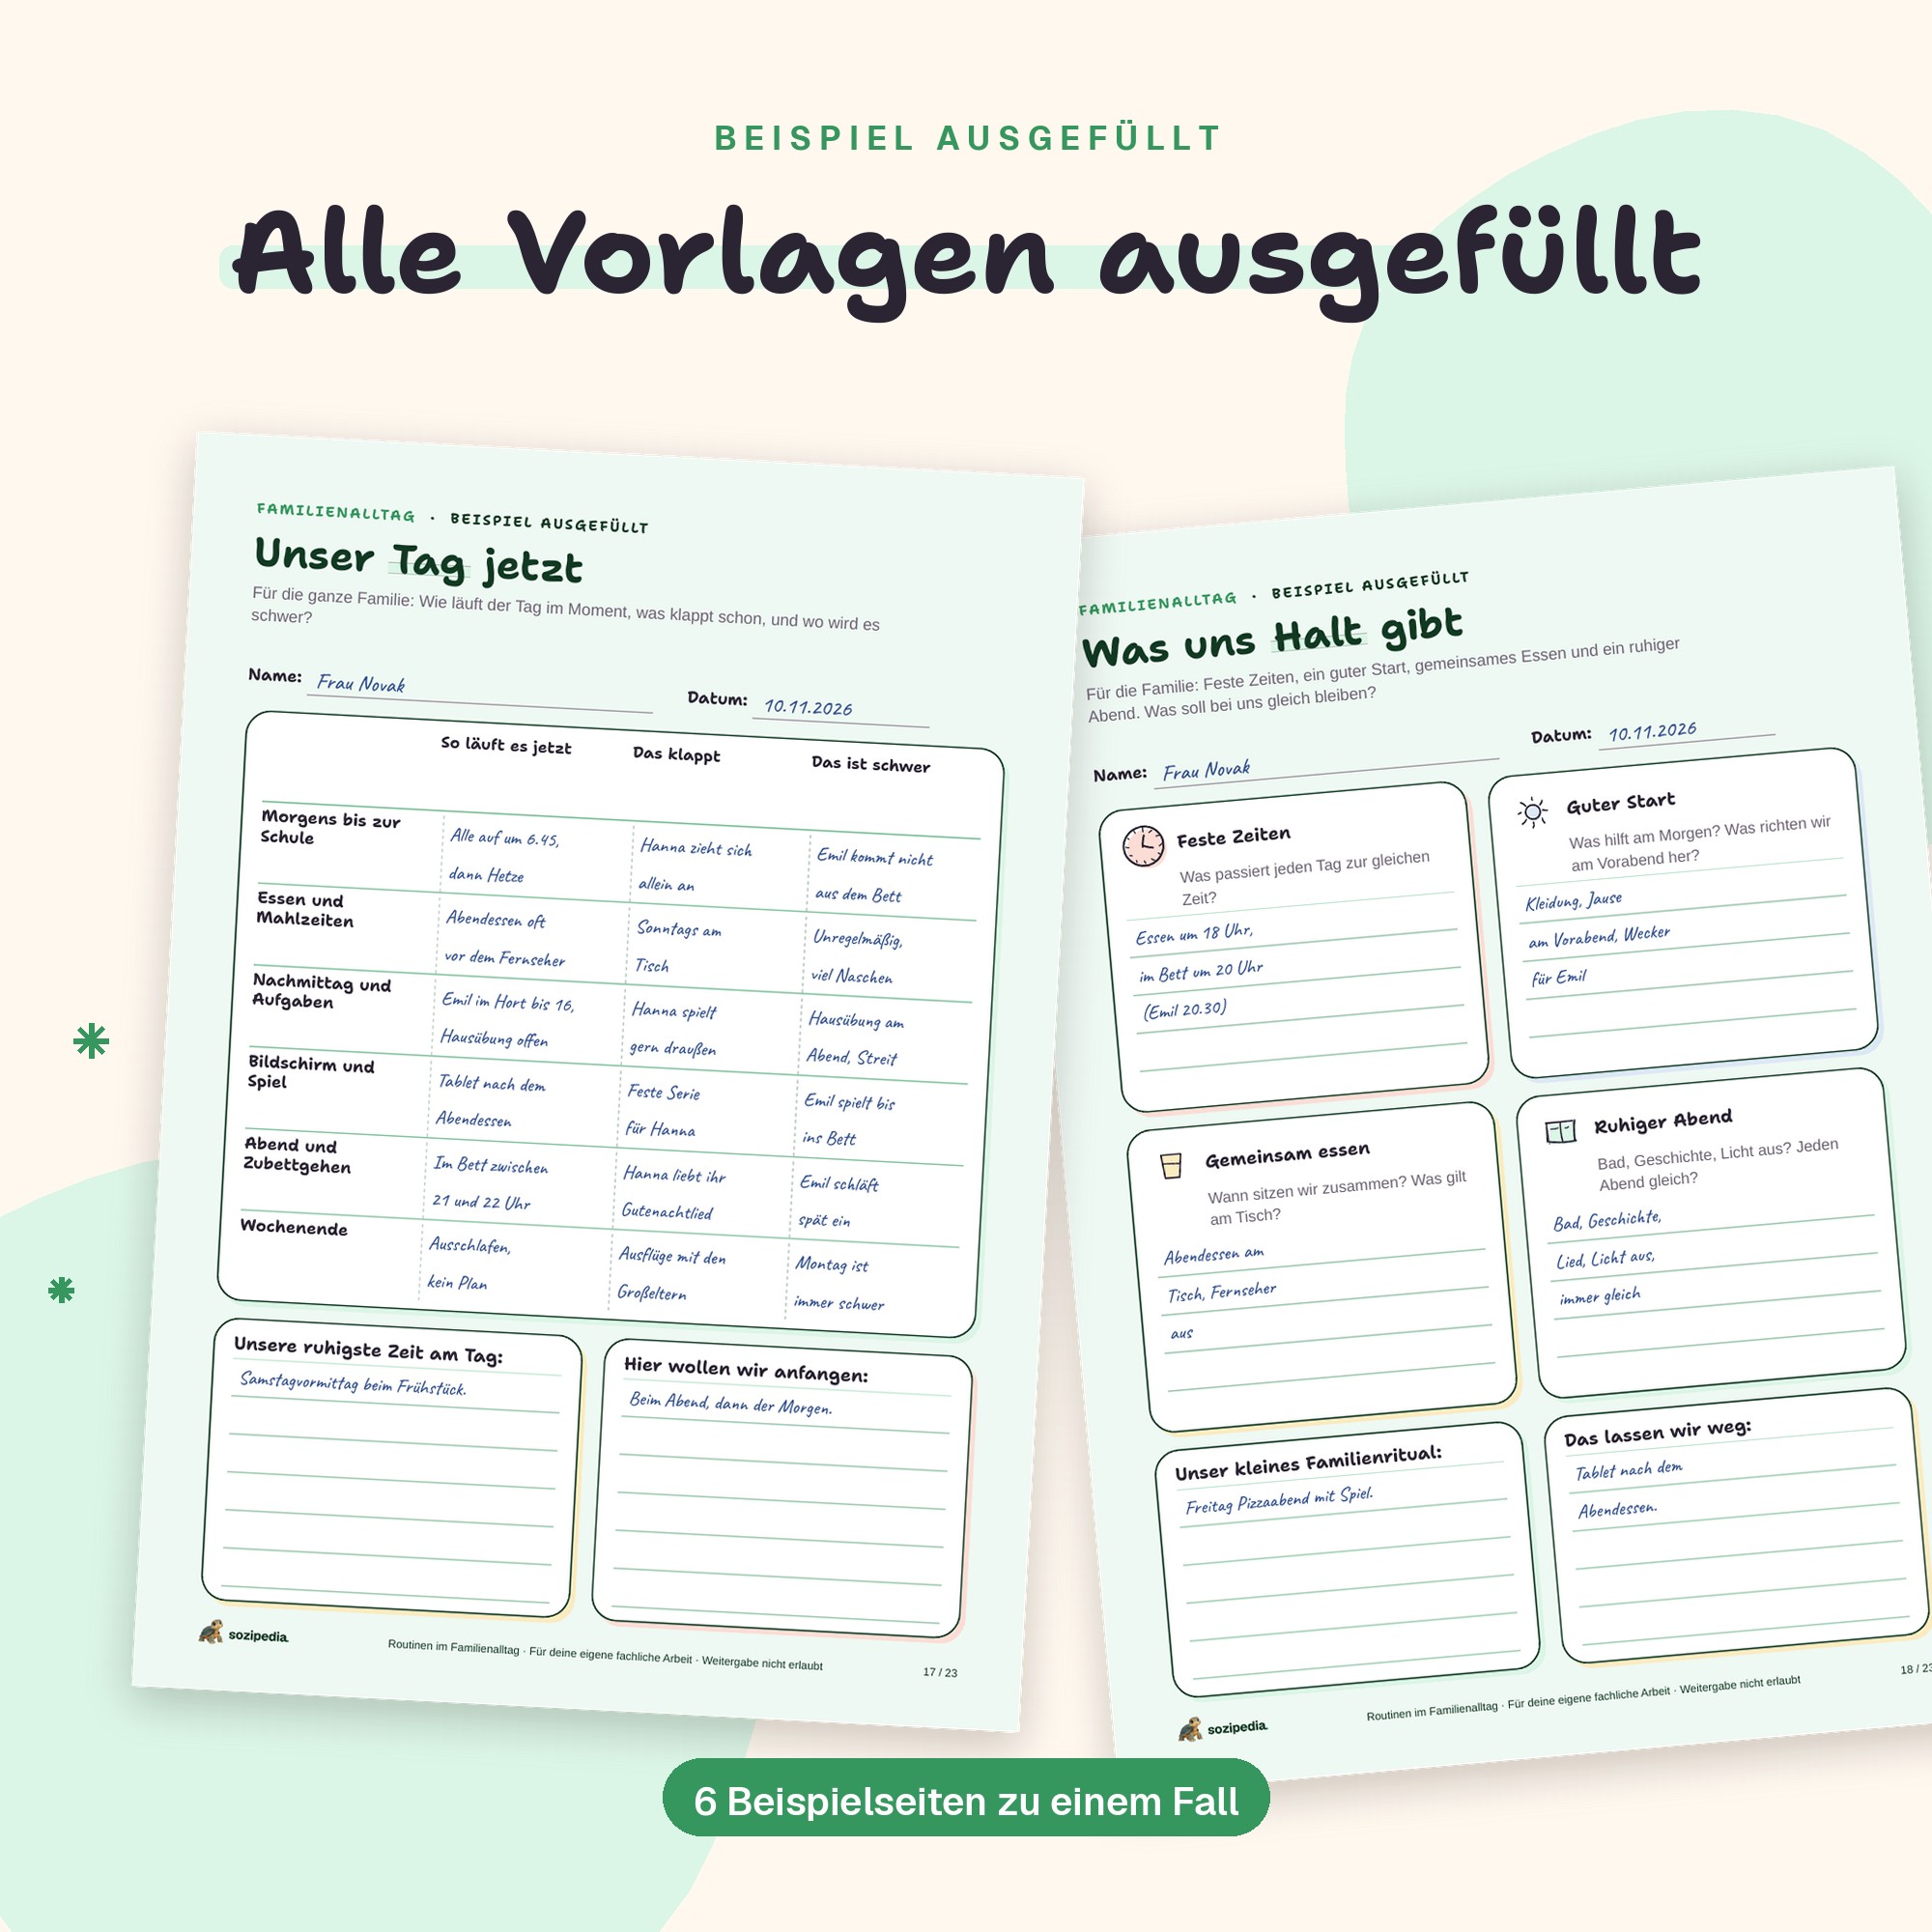 BEISPIEL AUSGEFÜLLT
Alle Vorlagen ausgefüllt
FAMILIENALLTAG · BEISPIEL AUSGEFÜLLT
Unser Tag jetzt
Für die ganze Familie: Wie läuft der Tag im Moment, was klappt schon, und wo wird es
schwer?
Name: Frau Novak Datum: 10.11.2026
So läuft es jetzt Das klappt Das ist schwer
Morgens bis zur
Schule
Alle auf um 6.45,
dann Hetze
Hanna zieht sich
allein an
Emil kommt nicht
aus dem Bett
Essen und
Mahlzeiten
Abendessen oft
vor dem Fernseher
Sonntags am
Tisch
Unregelmäßig,
viel Naschen
Nachmittag und
Aufgaben
Emil im Hort bis 16,
Hausübung offen
Hanna spielt
gern draußen
Hausübung am
Abend, Streit
Bildschirm und
Spiel
Tablet nach dem
Abendessen
Feste Serie
für Hanna
Emil spielt bis
ins Bett
Abend und
Zubettgehen
Im Bett zwischen
21 und 22 Uhr
Hanna liebt ihr
Gutenachtlied
Emil schläft
spät ein
Wochenende
Ausschlafen,
kein Plan
Ausflüge mit den
Großeltern
Montag ist
immer schwer
Unsere ruhigste Zeit am Tag:
Samstagvormittag beim Frühstück.
Hier wollen wir anfangen:
Beim Abend, dann der Morgen.
sozipedia.
Routinen im Familienalltag · Für deine eigene fachliche Arbeit · Weitergabe nicht erlaubt
17 / 23
FAMILIENALLTAG · BEISPIEL AUSGEFÜLLT
Was uns Halt gibt
Für die Familie: Feste Zeiten, ein guter Start, gemeinsames Essen und ein ruhiger
Abend. Was soll bei uns gleich bleiben?
Name: Frau Novak Datum: 10.11.2026
Feste Zeiten
Was passiert jeden Tag zur gleichen
Zeit?
Essen um 18 Uhr,
im Bett um 20 Uhr
(Emil 20.30)
Guter Start
Was hilft am Morgen? Was richten wir
am Vorabend her?
Kleidung, Jause
am Vorabend, Wecker
für Emil
Gemeinsam essen
Wann sitzen wir zusammen? Was gilt
am Tisch?
Abendessen am
Tisch, Fernseher
aus
Ruhiger Abend
Bad, Geschichte, Licht aus? Jeden
Abend gleich?
Bad, Geschichte,
Lied, Licht aus,
immer gleich
Unser kleines Familienritual:
Freitag Pizzaabend mit Spiel.
Das lassen wir weg:
Tablet nach dem
Abendessen.
sozipedia.
Routinen im Familienalltag · Für deine eigene fachliche Arbeit · Weitergabe nicht erlaubt
18 / 23
6 Beispielseiten zu einem Fall